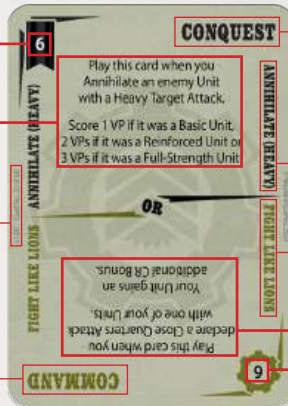 6
CONQUEST
ANNIHILATE (HEAVY)
Play this card when you
Annihilate an enemy Unit
with a Heavy Target Attack.
Score 1 VP if it was a Basic Unit,
2 VPs if it was a Reinforced Unit or
3 VPs if it was a Full-Strength Unit
ANNIHILATE (HEAVY)
OR
FIGHT LIKE LIONS
FIGHT LIKE LIONS
Play this card when you
declare a Close Quarters Attack
with one of your Units.
Your Unit gains an
additional CR Bonus.
COMMAND
6